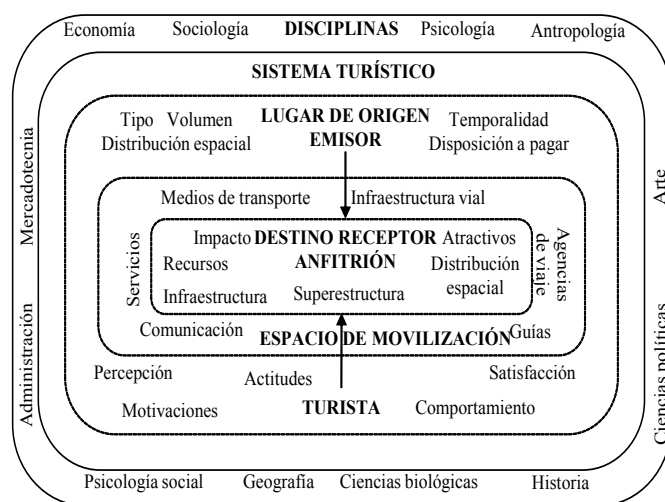 Economía Sociología DISCIPLINAS Psicología Antropología
SISTEMA TURÍSTICO
Mercadotecnia
Administración
Arte
Ciencias políticas
Tipo Volumen LUGAR DE ORIGEN Temporalidad
Distribución espacial EMISOR Disposición a pagar
Medios de transporte Infraestructura vial
Servicios
Agencias
de viaje
Impacto DESTINO RECEPTOR Atractivos
Recursos ANFITRIÓN Distribución
espacial
Infraestructura Superestructura
Comunicación ESPACIO DE MOVILIZACIÓN Guías
Percepción Actitudes Satisfacción
Motivaciones TURISTA Comportamiento
Psicología social Geografía Ciencias biológicas Historia